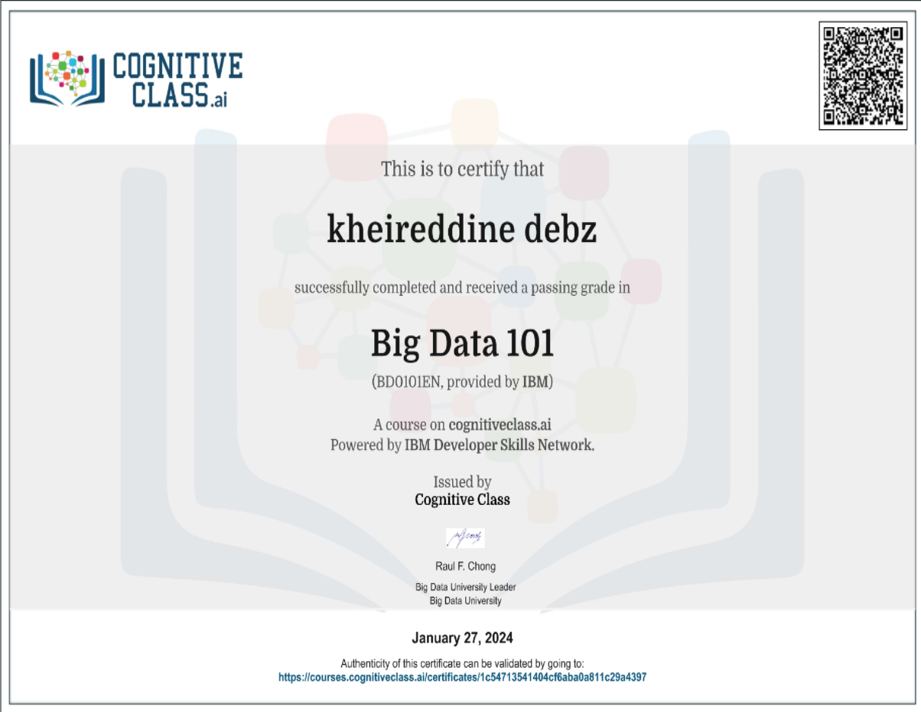 COGNITIVE
CLASS.ai
This is to certify that
kheireddine debz
successfully completed and received a passing grade in
Big Data 101
(BD0101EN, provided by IBM)
A course on cognitiveclass.ai
Powered by IBM Developer Skills Network.
Issued by
Cognitive Class
Raul F. Chong
Big Data University Leader
Big Data University
January 27, 2024
Authenticity of this certificate can be validated by going to:
https://courses.cognitiveclass.ai/certificates/1c54713541404cf6aba0a811c29a4397